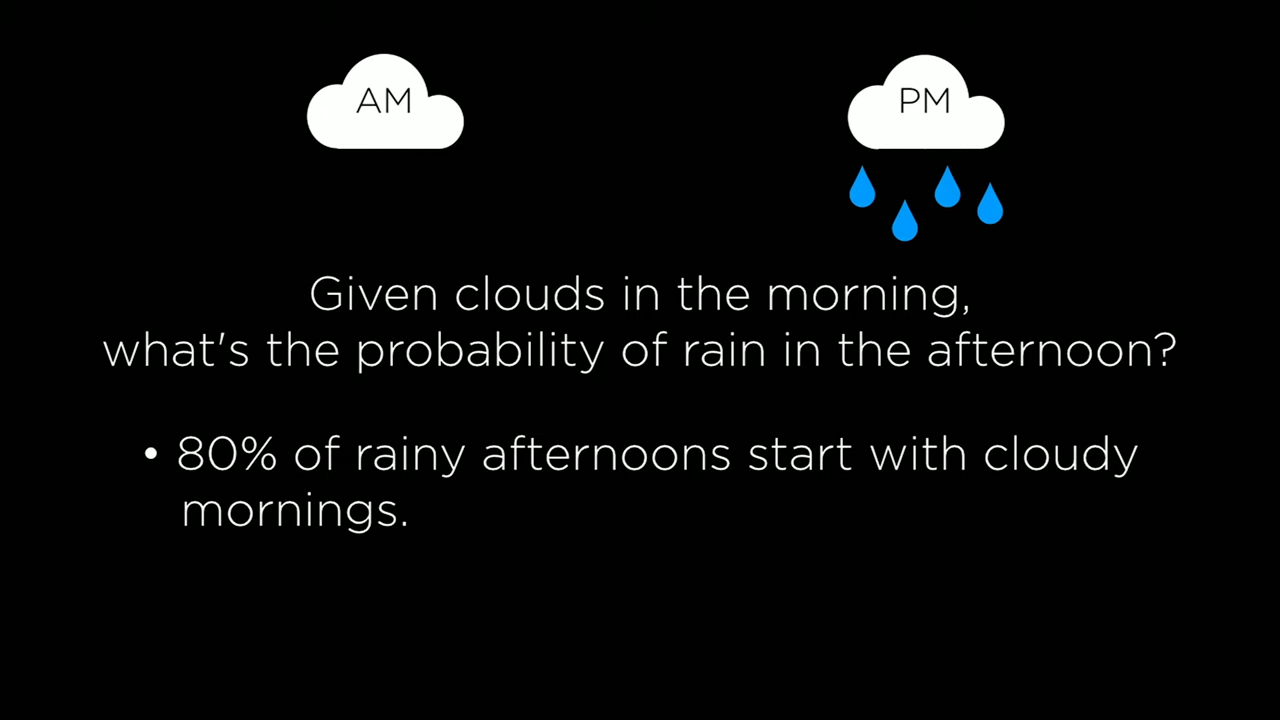 AM
PM
Given clouds in the morning,
what's the probability of rain in the afternoon?
• 80% of rainy afternoons start with cloudy
mornings.